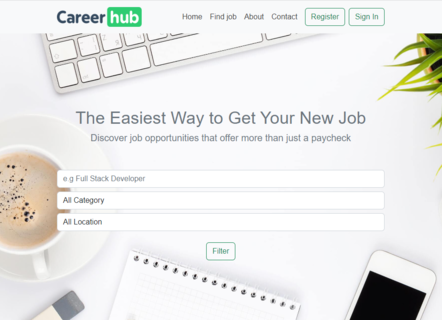 Career hub
Home Find job About Contact Register Sign In
The Easiest Way to Get Your New Job
Discover job opportunities that offer more than just a paycheck
e.g Full Stack Developer
All Category
All Location
Filter